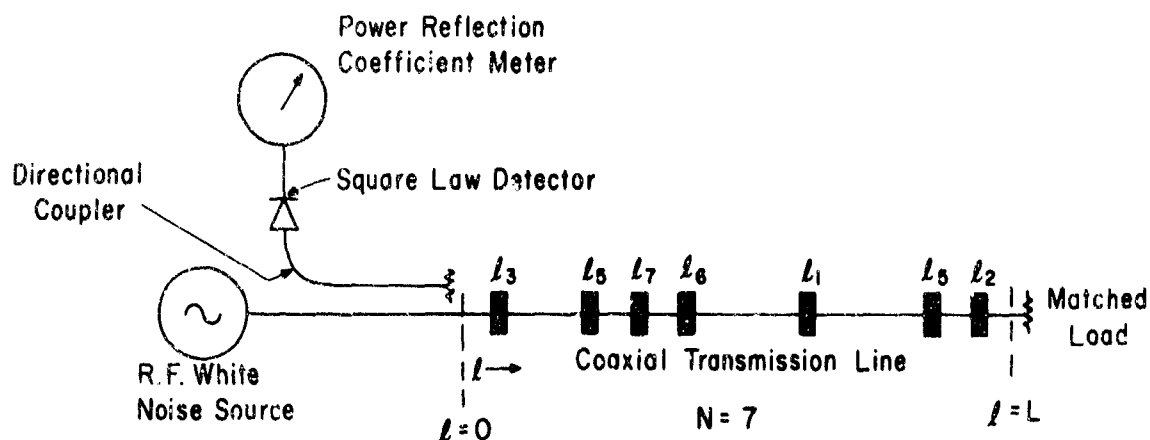 Power Reflection
Coefficient Meter
Directional
Coupler
Square Law Detector
ℓ3 ℓ5 ℓ7 ℓ6 ℓ1 ℓ5 ℓ2
Matched
Load
ℓ→
Coaxial Transmission Line
R.F. White
Noise Source
ℓ=0
N=7
ℓ=L